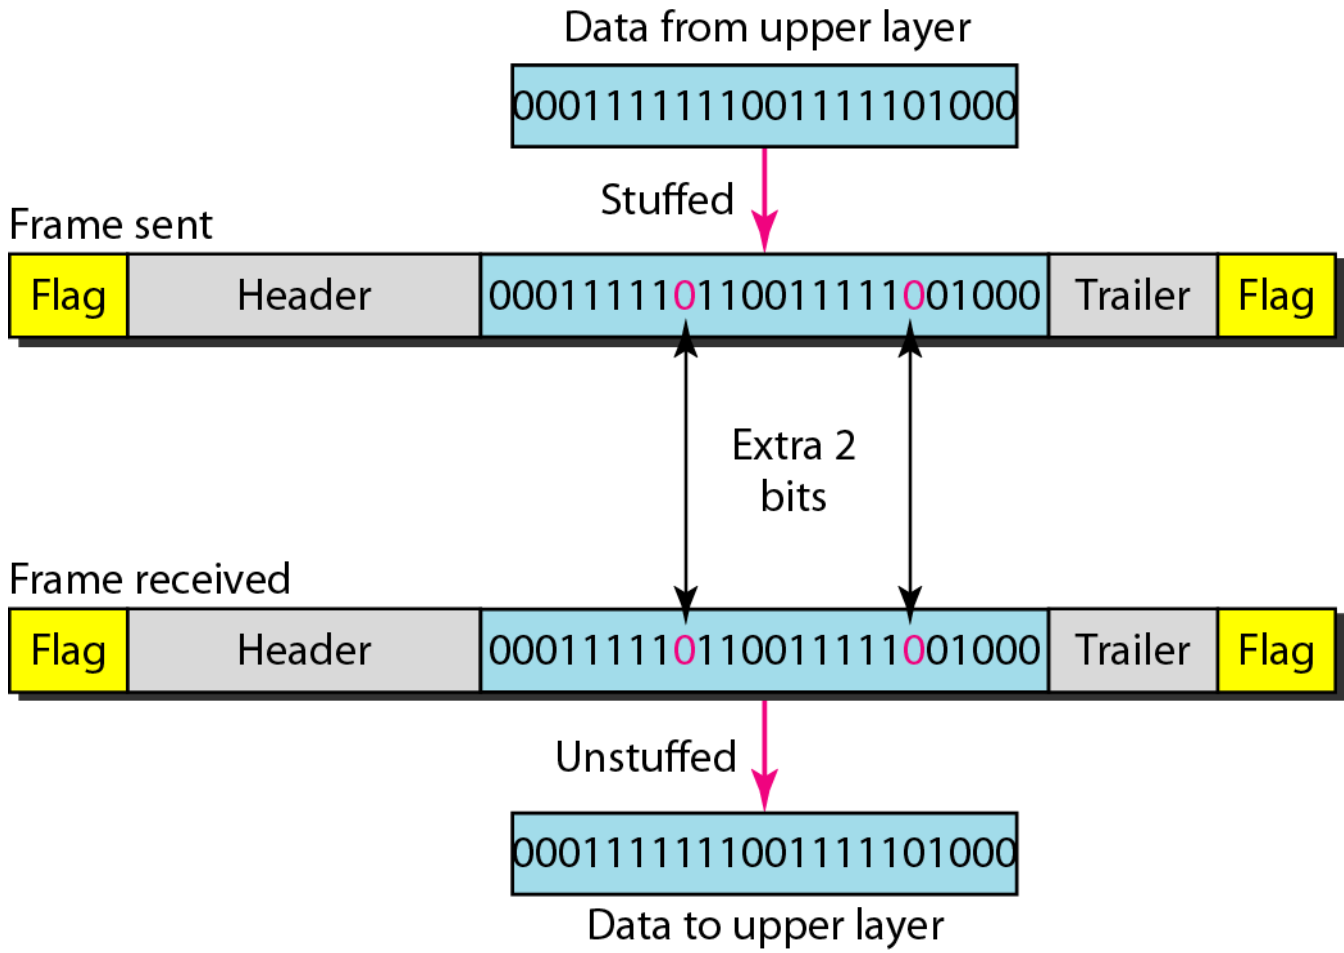 Data from upper layer
0001111111001111101000
Stuffed
Frame sent
Flag Header 000111110110011111001000 Trailer Flag
Extra 2
bits
Frame received
Flag Header 000111110110011111001000 Trailer Flag
Unstuffed
0001111111001111101000
Data to upper layer